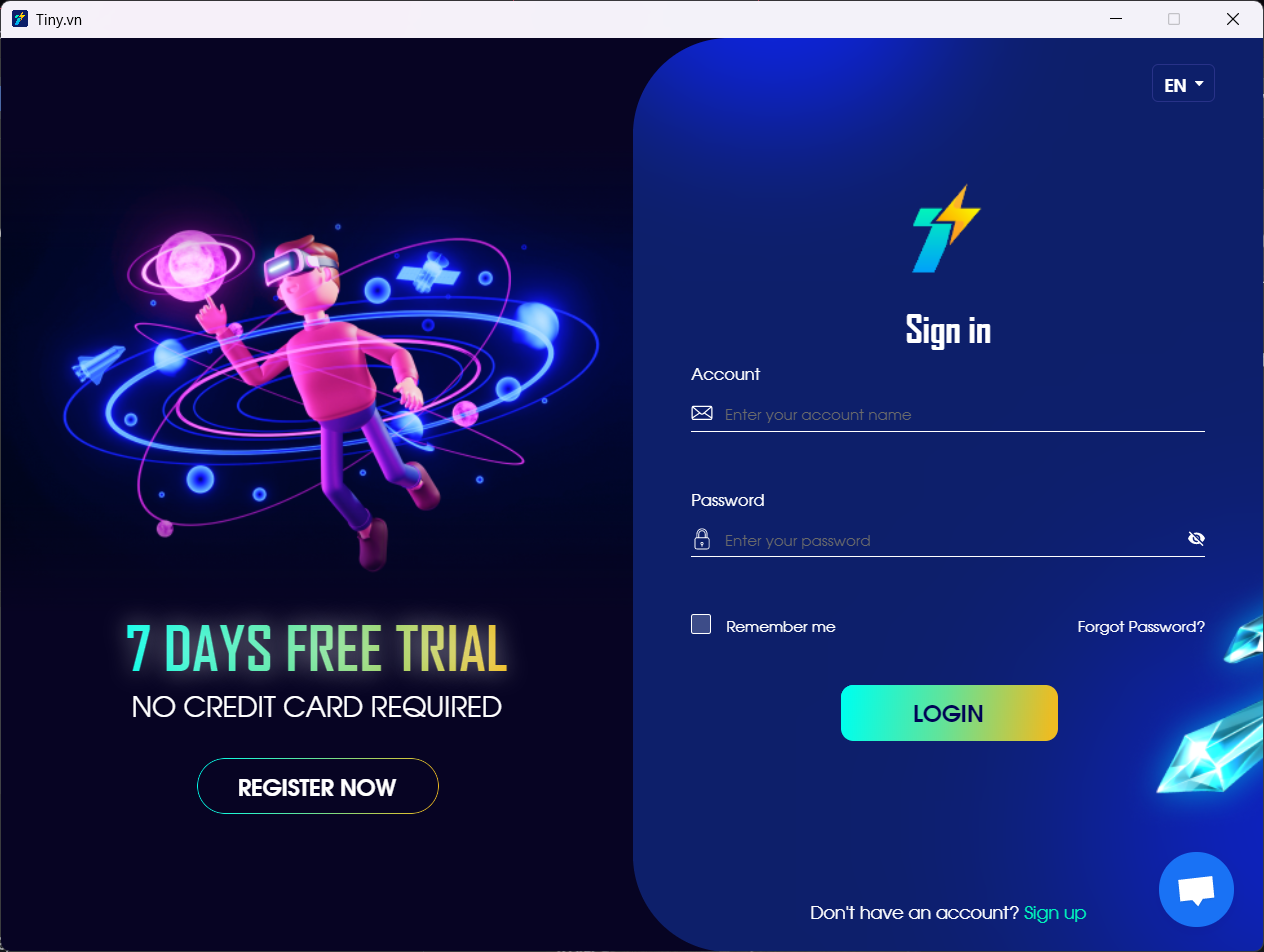 Tiny.vn
EN
Sign in
Account
Enter your account name
Password
Enter your password
Remember me
Forgot Password?
LOGIN
Don't have an account? Sign up
7 DAYS FREE TRIAL
NO CREDIT CARD REQUIRED
REGISTER NOW